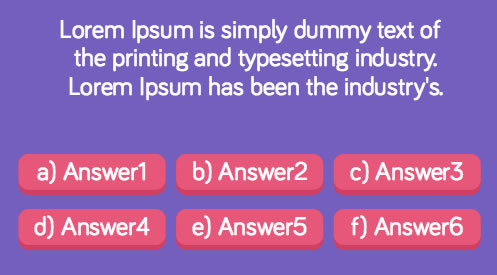 Lorem Ipsum is simply dummy text of
the printing and typesetting industry.
Lorem Ipsum has been the industry's.
a) Answer1 b) Answer2 c) Answer3
d) Answer4 e) Answer5 f) Answer6